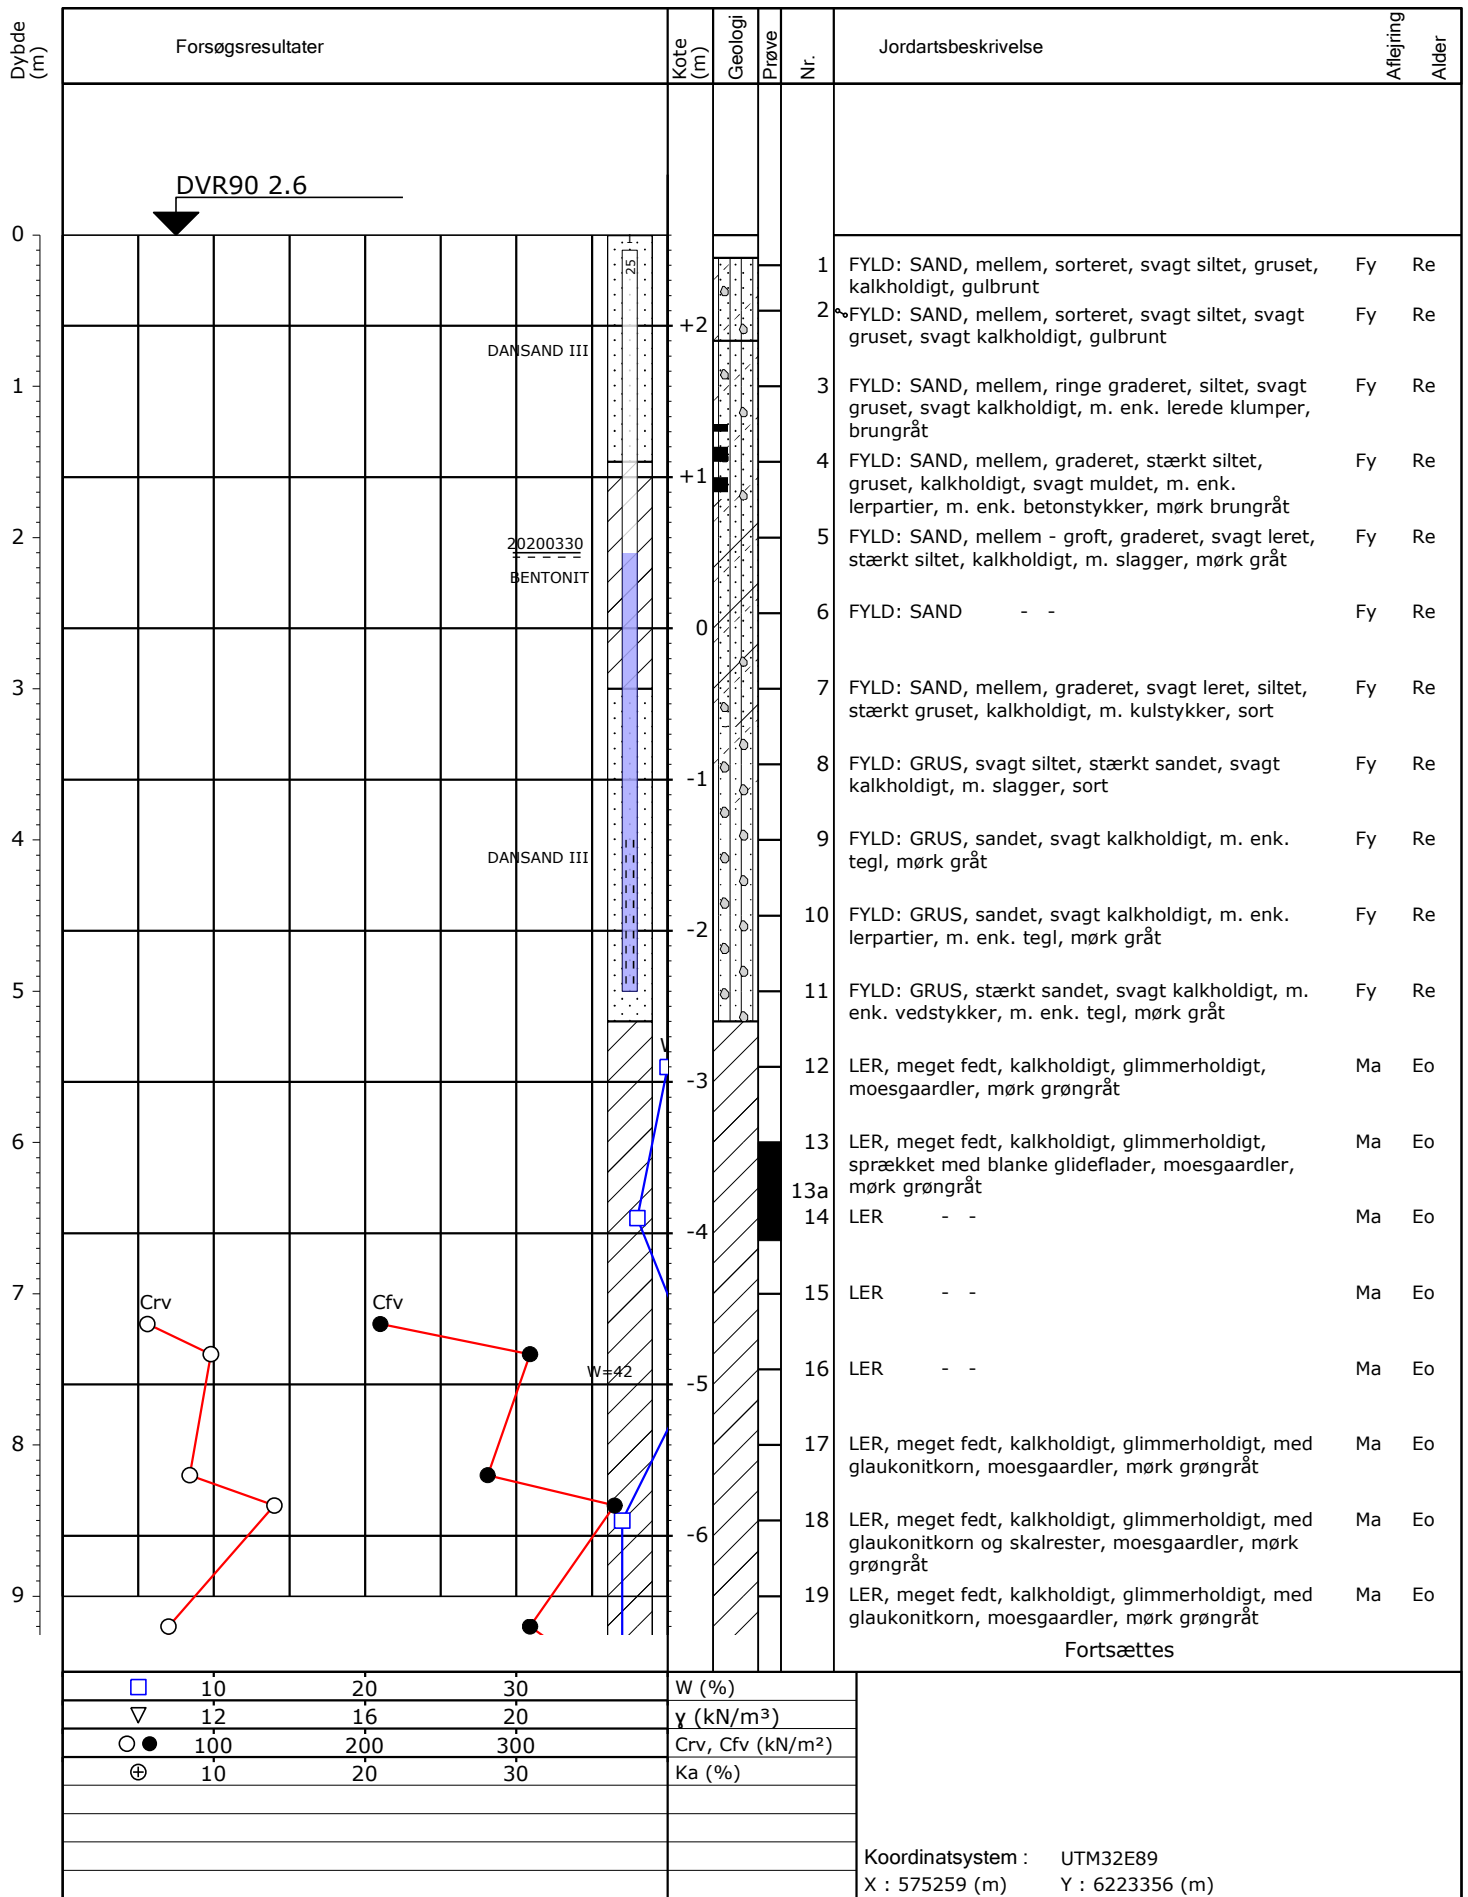 Dybde (m)
Forsøgsresultater
Kote (m)
Geologi
Prøve
Nr.
Jordartsbeskrivelse
Aflejring
Alder
DVR90 2.6
0
1 FYLD: SAND, mellem, sorteret, svagt siltet, gruset, Fy Re
kalkholdigt, gulbrunt
25
2 FYLD: SAND, mellem, sorteret, svagt siltet, svagt Fy Re
gruset, svagt kalkholdigt, gulbrunt
+2
DANSAND III
1
3 FYLD: SAND, mellem, ringe graderet, siltet, svagt Fy Re
gruset, svagt kalkholdigt, m. enk. lerede klumper,
brungråt
4 FYLD: SAND, mellem, graderet, stærkt siltet, Fy Re
gruset, kalkholdigt, svagt muldet, m. enk.
lerpartier, m. enk. betonstykker, mørk brungråt
+1
2
20200330
BENTONIT
5 FYLD: SAND, mellem - groft, graderet, svagt leret, Fy Re
stærkt siltet, kalkholdigt, m. slagger, mørk gråt
6 FYLD: SAND - - Fy Re
0
3
7 FYLD: SAND, mellem, graderet, svagt leret, siltet, Fy Re
stærkt gruset, kalkholdigt, m. kulstykker, sort
8 FYLD: GRUS, svagt siltet, stærkt sandet, svagt Fy Re
kalkholdigt, m. slagger, sort
-1
4
DANSAND III
9 FYLD: GRUS, sandet, svagt kalkholdigt, m. enk. Fy Re
tegl, mørk gråt
10 FYLD: GRUS, sandet, svagt kalkholdigt, m. enk. Fy Re
lerpartier, m. enk. tegl, mørk gråt
-2
5
11 FYLD: GRUS, stærkt sandet, svagt kalkholdigt, m. Fy Re
enk. vedstykker, m. enk. tegl, mørk gråt
12 LER, meget fedt, kalkholdigt, glimmerholdigt, Ma Eo
moesgaardler, mørk grøngråt
-3
6
13 LER, meget fedt, kalkholdigt, glimmerholdigt, Ma Eo
sprækket med blanke glideflader, moesgaardler,
mørk grøngråt
13a
14 LER - - Ma Eo
-4
7
15 LER - - Ma Eo
Crv
Cfv
16 LER - - Ma Eo
W=42
-5
8
17 LER, meget fedt, kalkholdigt, glimmerholdigt, med Ma Eo
glaukonitkorn, moesgaardler, mørk grøngråt
18 LER, meget fedt, kalkholdigt, glimmerholdigt, med Ma Eo
glaukonitkorn og skalrester, moesgaardler, mørk
grøngråt
-6
9
19 LER, meget fedt, kalkholdigt, glimmerholdigt, med Ma Eo
glaukonitkorn, moesgaardler, mørk grøngråt
Fortsættes
10 20 30 W (%)
12 16 20 γ (kN/m³)
100 200 300 Crv, Cfv (kN/m²)
10 20 30 Ka (%)
Koordinatsystem : UTM32E89
X : 575259 (m) Y : 6223356 (m)